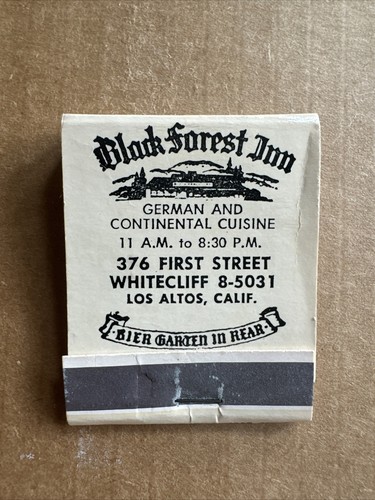 Black Forest Inn
GERMAN AND
CONTINENTAL CUISINE
11 A.M. to 8:30 P.M.
376 FIRST STREET
WHITECLIFF 8-5031
LOS ALTOS, CALIF.
BIER GARTEN IN REAR